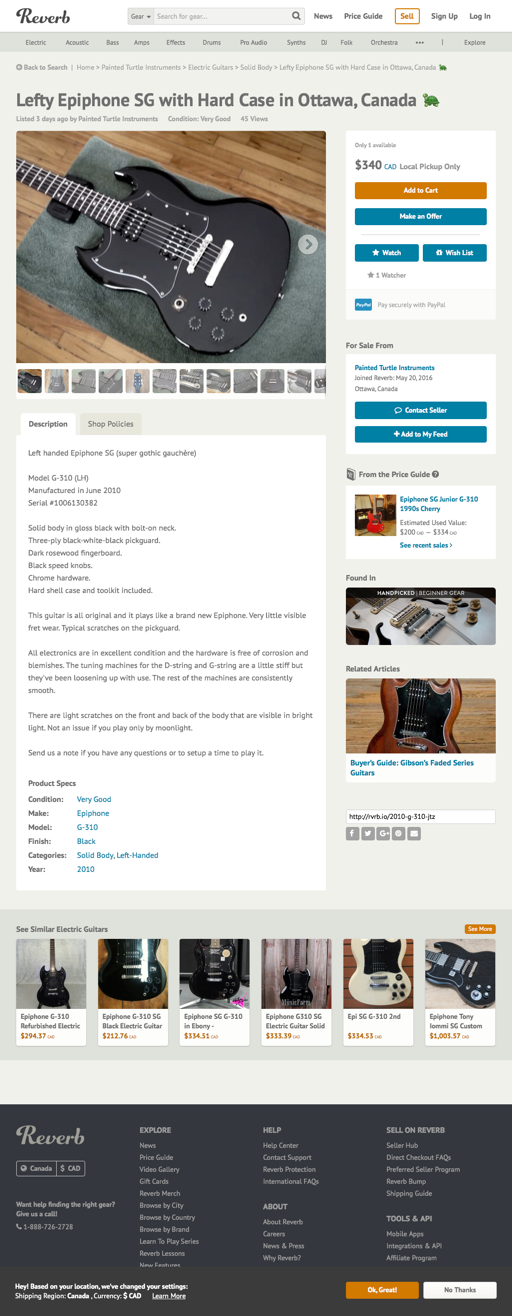 Reverb
Gear
Search for gear...
News
Price Guide
Sell
Sign Up
Log In
Electric
Acoustic
Bass
Amps
Effects
Drums
Pro Audio
Synths
DJ
Folk
Orchestra
•••
|
Explore
Back to Search | Home > Painted Turtle Instruments > Electric Guitars > Solid Body > Lefty Epiphone SG with Hard Case in Ottawa, Canada 🐢
Lefty Epiphone SG with Hard Case in Ottawa, Canada 🐢
Listed 3 days ago by Painted Turtle Instruments Condition: Very Good 45 Views
Only 1 available
$340 CAD Local Pickup Only
Add to Cart
Make an Offer
Watch
Wish List
1 Watcher
PayPal
Pay securely with PayPal
For Sale From
Painted Turtle Instruments
Joined Reverb: May 20, 2016
Ottawa, Canada
Contact Seller
Add to My Feed
Description
Shop Policies
Left handed Epiphone SG (super gothic gauchère)
Model G-310 (LH)
Manufactured in June 2010
Serial #1006130382
Solid body in gloss black with bolt-on neck.
Three-ply black-white-black pickguard.
Dark rosewood fingerboard.
Black speed knobs.
Chrome hardware.
Hard shell case and toolkit included.
This guitar is all original and it plays like a brand new Epiphone. Very little visible
fret wear. Typical scratches on the pickguard.
All electronics are in excellent condition and the hardware is free of corrosion and
blemishes. The tuning machines for the D-string and G-string are a little stiff but
they've been loosening up with use. The rest of the machines are consistently
smooth.
There are light scratches on the front and back of the body that are visible in bright
light. Not an issue if you play only by moonlight.
Send us a note if you have any questions or to setup a time to play it.
Product Specs
Condition: Very Good
Make: Epiphone
Model: G-310
Finish: Black
Categories: Solid Body, Left-Handed
Year: 2010
From the Price Guide
Epiphone SG Junior G-310
1990s Cherry
Estimated Used Value:
$200 CAD — $334 CAD
See recent sales
Found In
HANDPICKED | BEGINNER GEAR
Related Articles
Buyer's Guide: Gibson's Faded Series
Guitars
http://rvrb.io/2010-g-310-jtz
See Similar Electric Guitars
See More
Epiphone G-310
Refurbished Electric
$294.37 CAD
Epiphone G-310 SG
Black Electric Guitar
$212.76 CAD
Epiphone SG G-310
in Ebony -
$334.51 CAD
Epiphone G310 SG
Electric Guitar Solid
$333.39 CAD
Epi SG G-310 2nd
$334.53 CAD
Epiphone Tony
Iommi SG Custom
$1,003.57 CAD
Reverb
Canada
$ CAD
Want help finding the right gear?
Give us a call!
1-888-726-2728
EXPLORE
News
Price Guide
Video Gallery
Gift Cards
Reverb Merch
Browse by City
Browse by Country
Browse by Brand
Learn To Play Series
Reverb Lessons
New Features
HELP
Help Center
Contact Support
Reverb Protection
International FAQs
ABOUT
About Reverb
Careers
News & Press
Why Reverb?
SELL ON REVERB
Seller Hub
Direct Checkout FAQs
Preferred Seller Program
Reverb Bump
Shipping Guide
TOOLS & API
Mobile Apps
Integrations & API
Affiliate Program
Hey! Based on your location, we've changed your settings:
Shipping Region: Canada , Currency: $ CAD Learn More
Ok, Great!
No Thanks